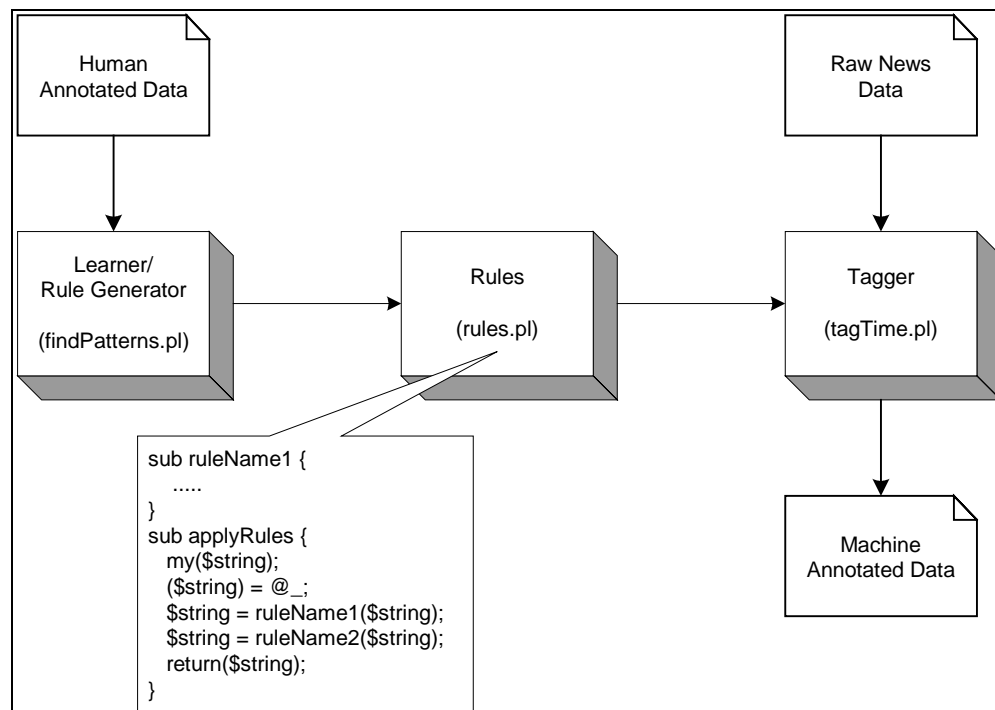 Human
Annotated Data
Raw News
Data
Learner/
Rule Generator
(findPatterns.pl)
Rules
(rules.pl)
Tagger
(tagTime.pl)
sub ruleName1 {
.....
}
sub applyRules {
my($string);
($string) = @_;
$string = ruleName1($string);
$string = ruleName2($string);
return($string);
}
Machine
Annotated Data